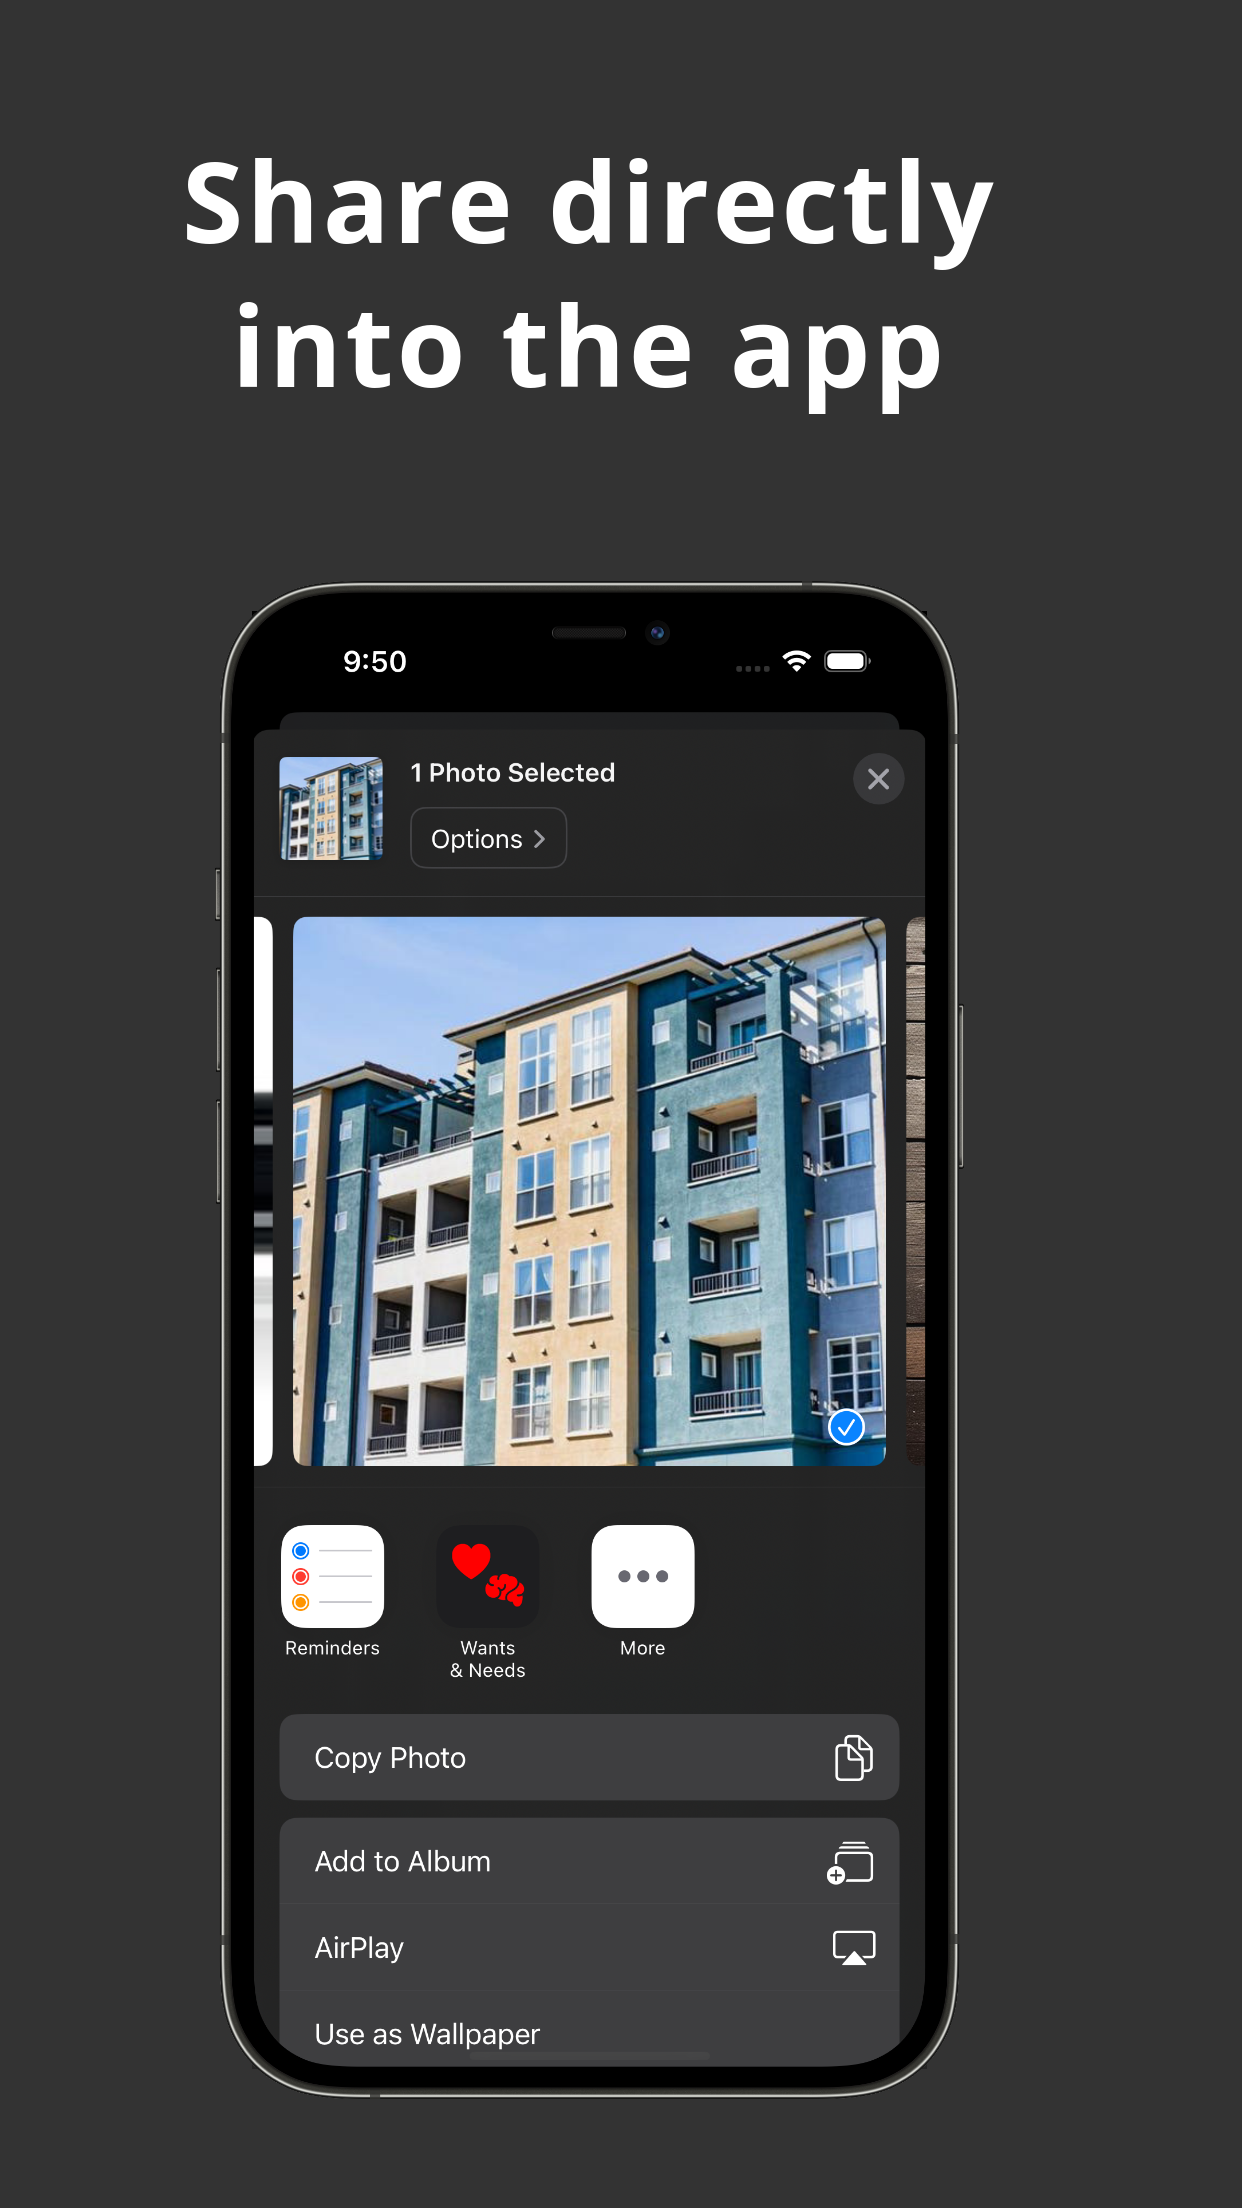 Share directly
into the app
9:50
1 Photo Selected
Options
Reminders
Wants
& Needs
More
Copy Photo
Add to Album
AirPlay
Use as Wallpaper